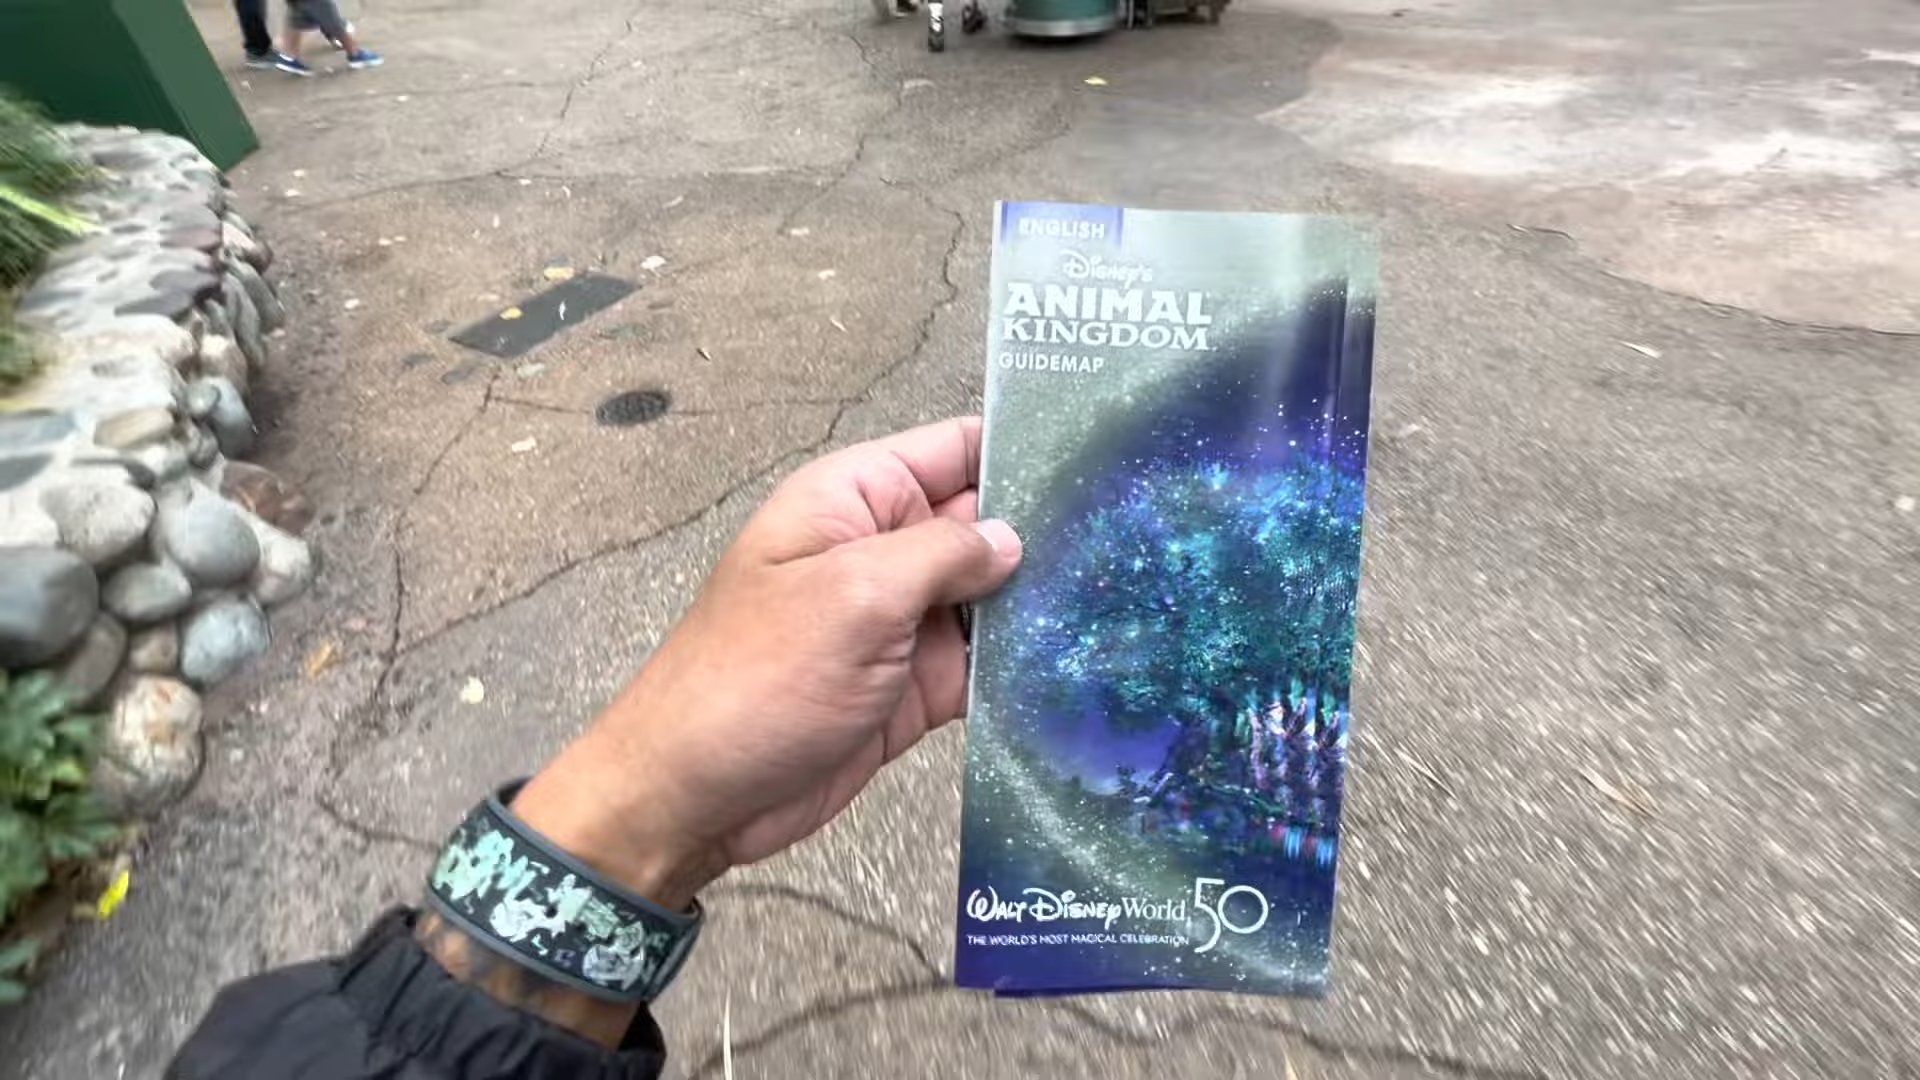 ENGLISH
Disney's
ANIMAL
KINGDOM
GUIDEMAP
Walt Disney World 50
THE WORLD'S MOST MAGICAL CELEBRATION